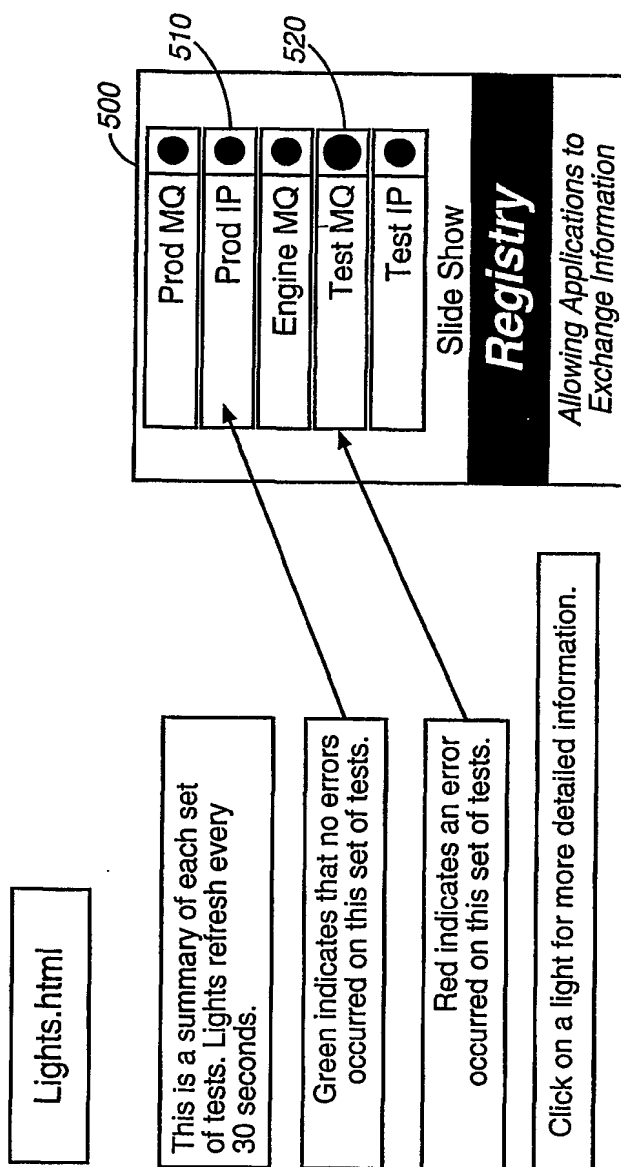 Lights.html
This is a summary of each set
of tests. Lights refresh every
30 seconds.
Green indicates that no errors
occurred on this set of tests.
Red indicates an error
occurred on this set of tests.
Click on a light for more detailed information.
500
Prod MQ
Prod IP
510
Engine MQ
Test MQ
520
Test IP
Slide Show
Registry
Allowing Applications to
Exchange Information